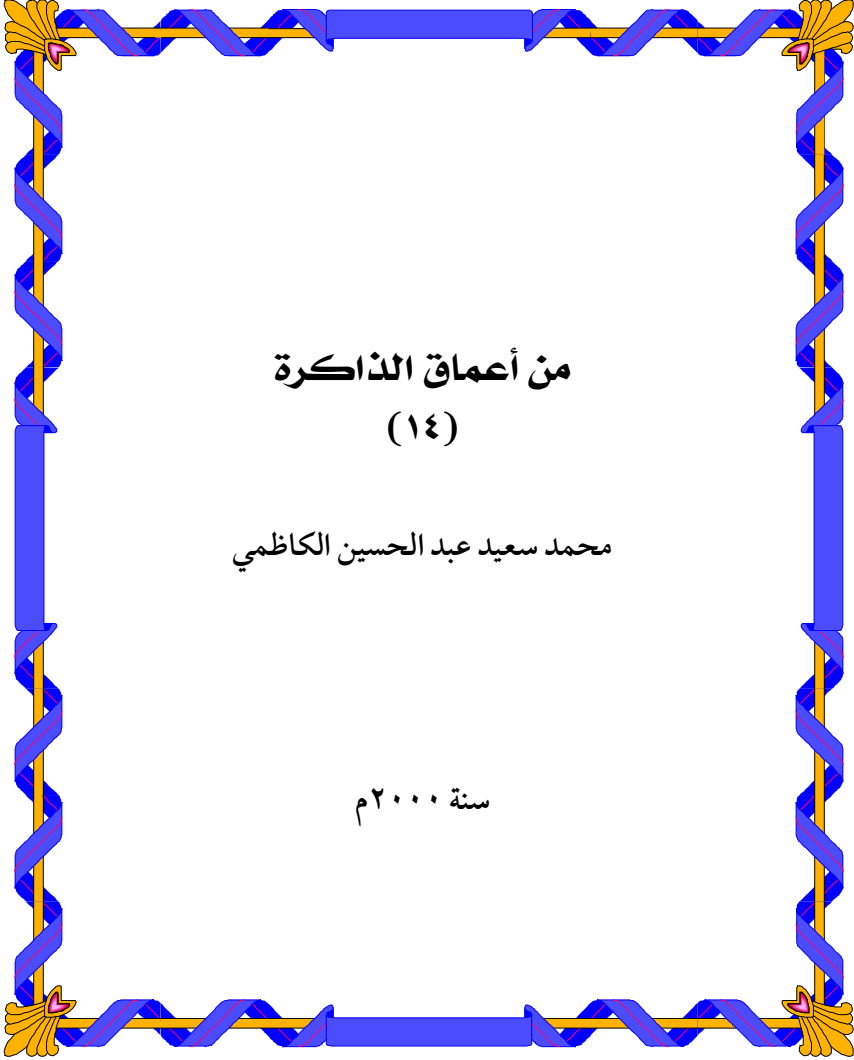 من أعماق الذاكرة
(١٤)
محمد سعيد عبد الحسين الكاظمي
سنة ٢٠٠٠م